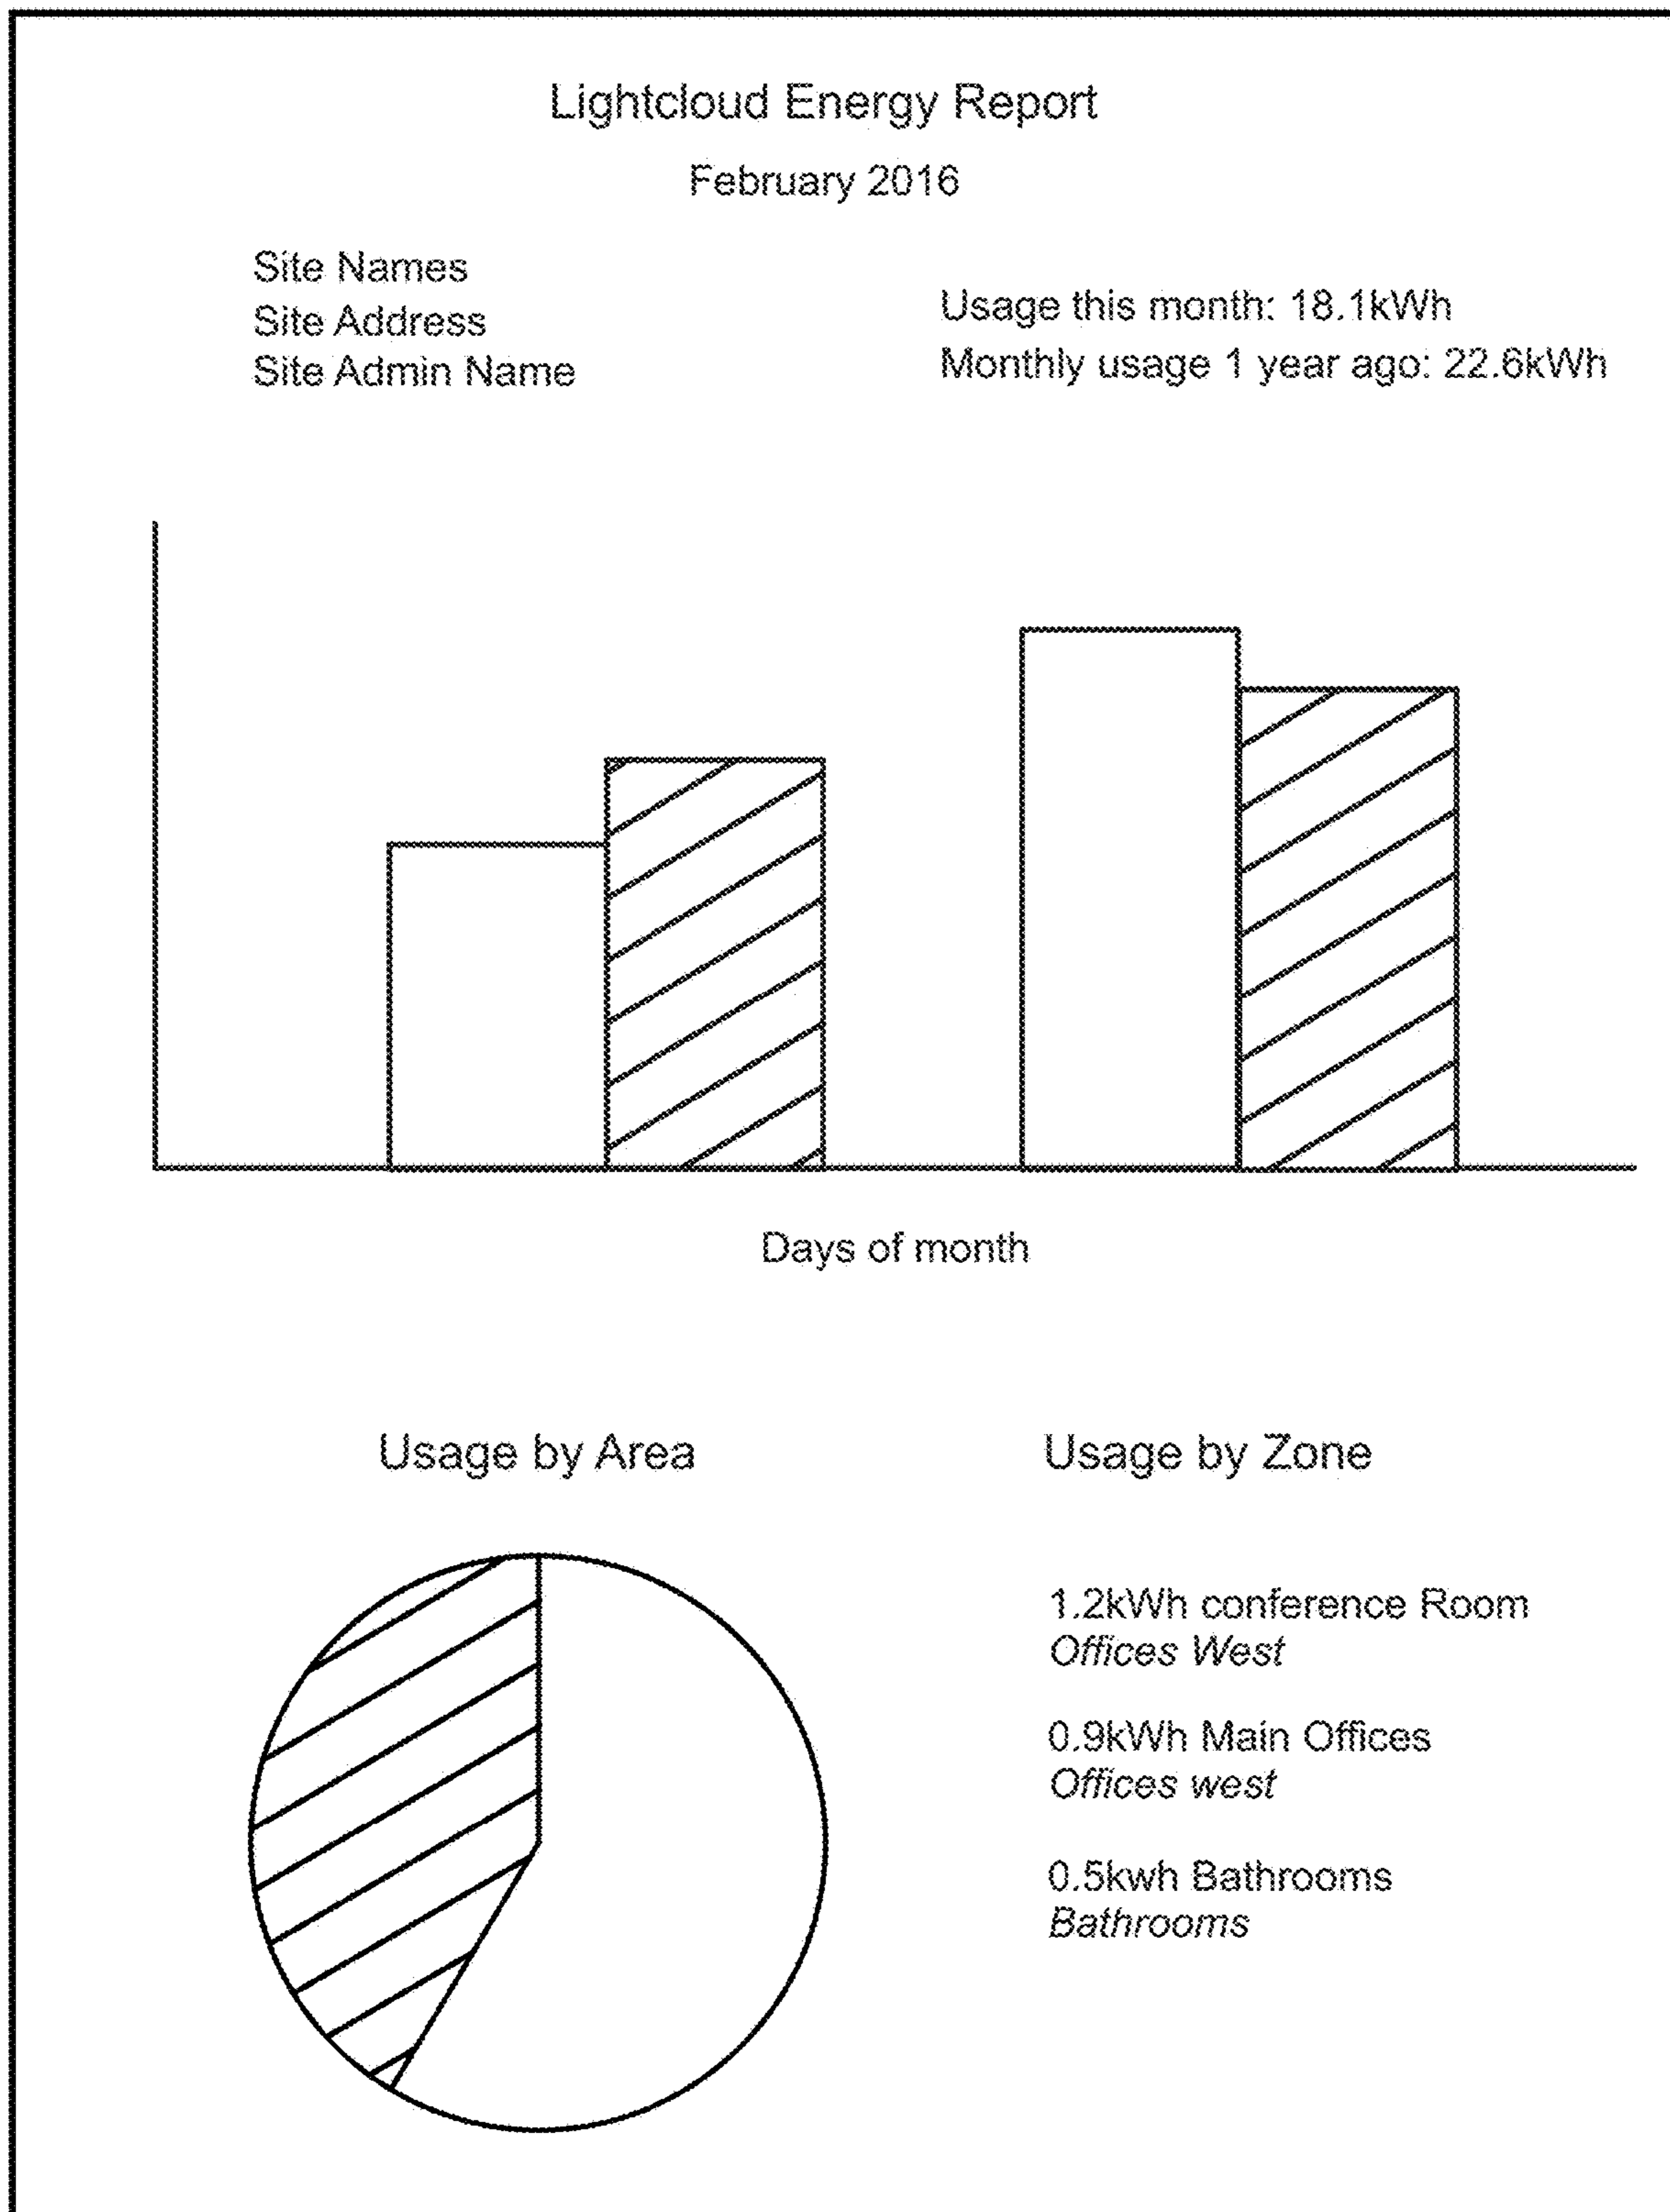 Lightcloud Energy Report
February 2016
Site Names
Site Address
Site Admin Name
Usage this month: 18.1kWh
Monthly usage 1 year ago: 22.6kWh
Days of month
Usage by Area
Usage by Zone
1.2kWh conference Room
Offices West
0.9kWh Main Offices
Offices west
0.5kwh Bathrooms
Bathrooms